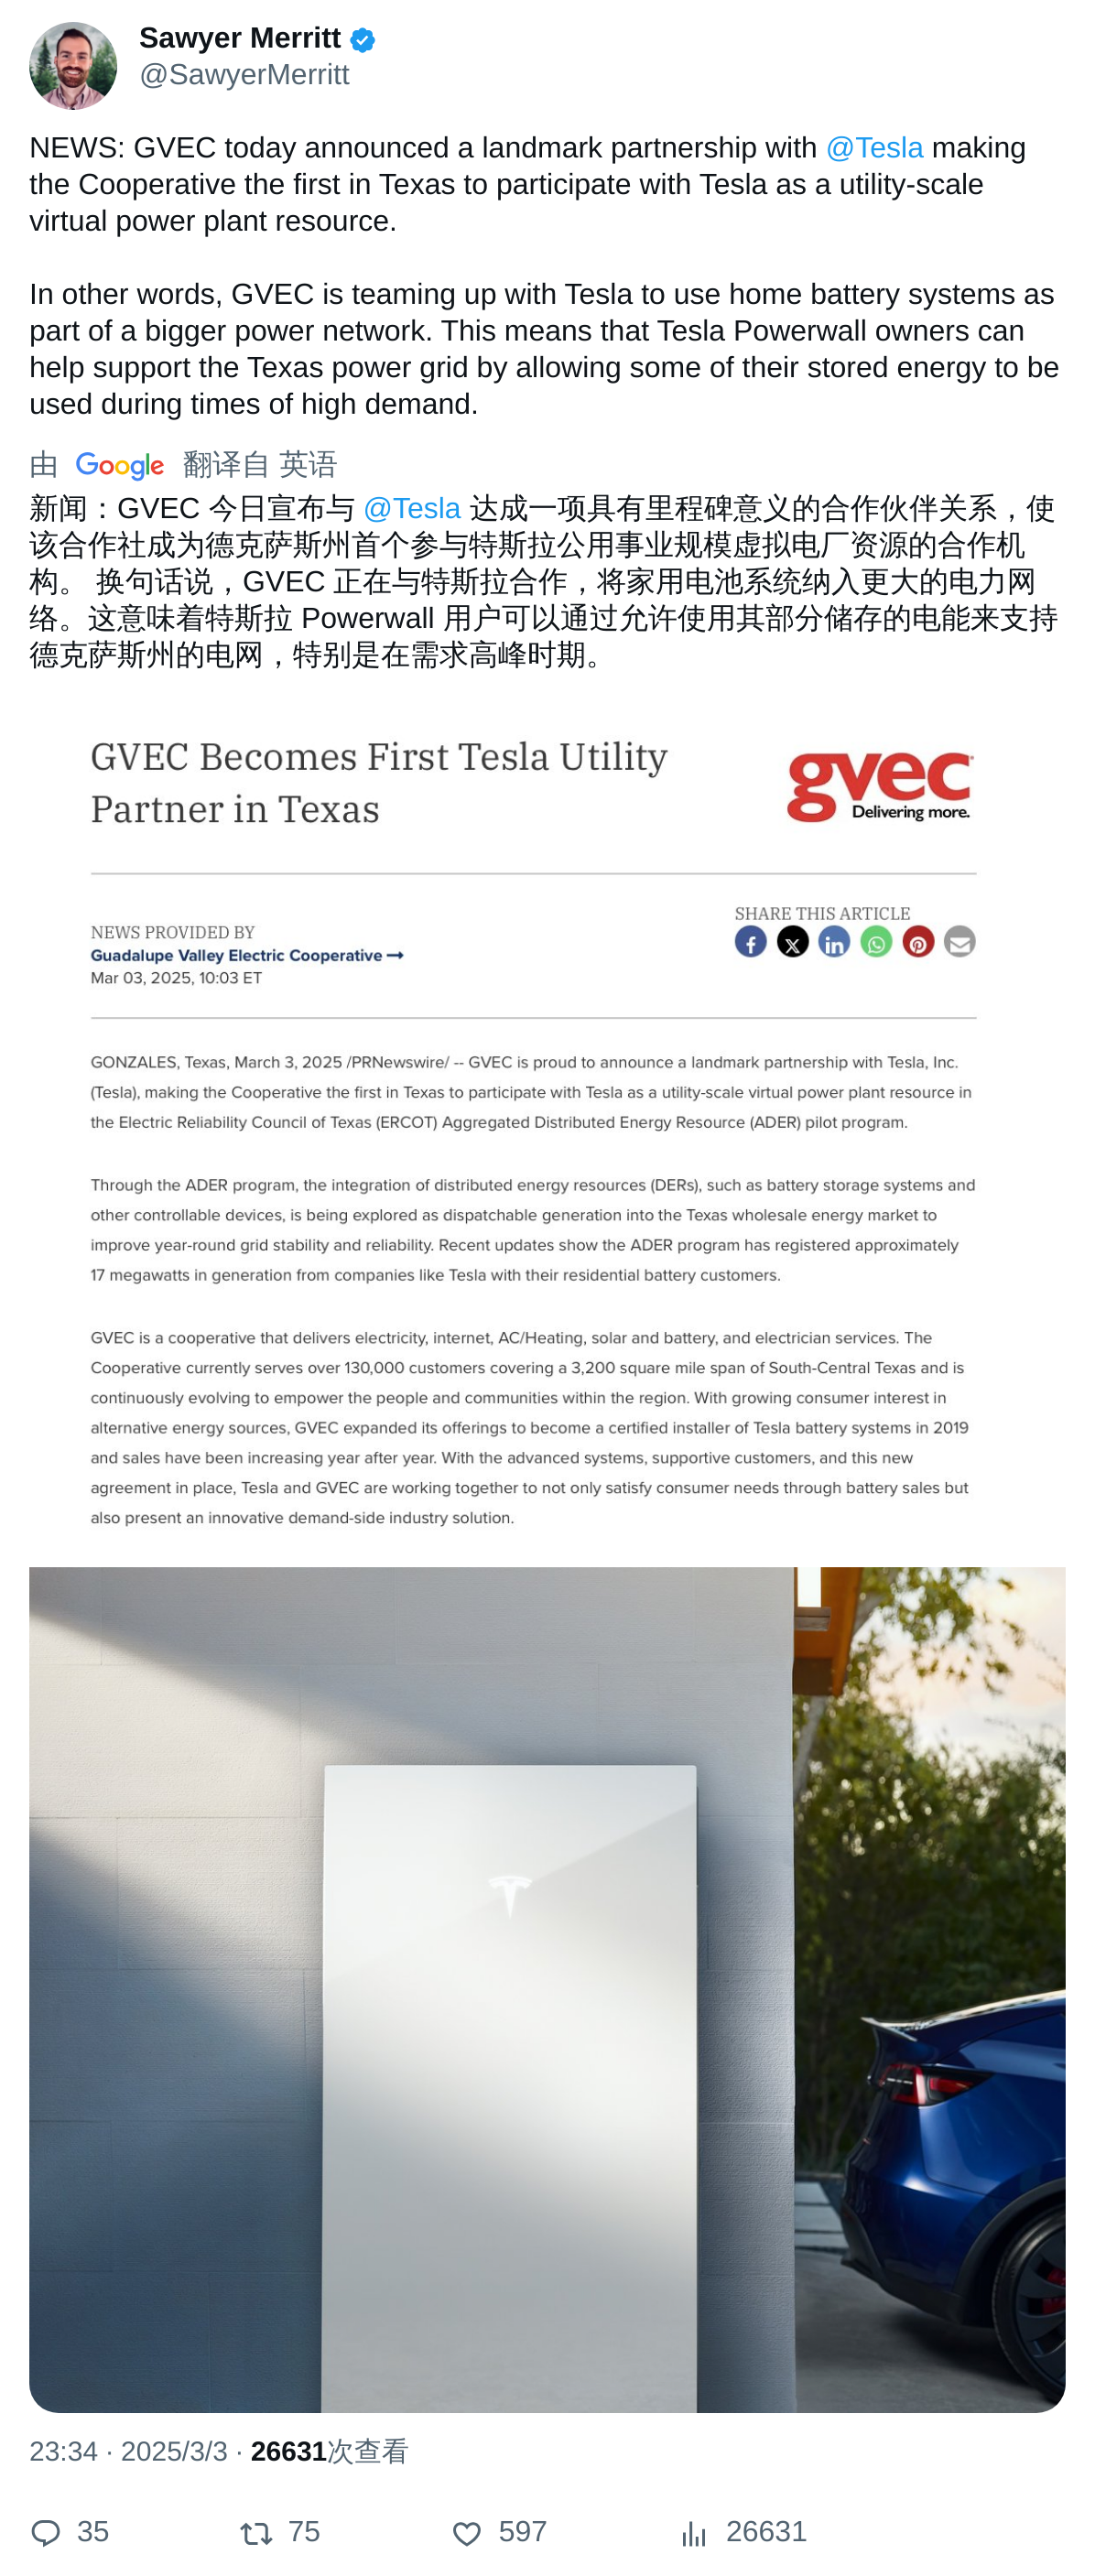 Sawyer Merritt
@SawyerMerritt
NEWS: GVEC today announced a landmark partnership with @Tesla making
the Cooperative the first in Texas to participate with Tesla as a utility-scale
virtual power plant resource.
In other words, GVEC is teaming up with Tesla to use home battery systems as
part of a bigger power network. This means that Tesla Powerwall owners can
help support the Texas power grid by allowing some of their stored energy to be
used during times of high demand.
由 Google 翻译自 英语
新闻：GVEC 今日宣布与 @Tesla 达成一项具有里程碑意义的合作伙伴关系，使
该合作社成为德克萨斯州首个参与特斯拉公用事业规模虚拟电厂资源的合作机
构。 换句话说，GVEC 正在与特斯拉合作，将家用电池系统纳入更大的电力网
络。这意味着特斯拉 Powerwall 用户可以通过允许使用其部分储存的电能来支持
德克萨斯州的电网，特别是在需求高峰时期。
GVEC Becomes First Tesla Utility
Partner in Texas
gvec
Delivering more.
SHARE THIS ARTICLE
NEWS PROVIDED BY
Guadalupe Valley Electric Cooperative →
Mar 03, 2025, 10:03 ET
GONZALES, Texas, March 3, 2025 /PRNewswire/ -- GVEC is proud to announce a landmark partnership with Tesla, Inc.
(Tesla), making the Cooperative the first in Texas to participate with Tesla as a utility-scale virtual power plant resource in
the Electric Reliability Council of Texas (ERCOT) Aggregated Distributed Energy Resource (ADER) pilot program.
Through the ADER program, the integration of distributed energy resources (DERs), such as battery storage systems and
other controllable devices, is being explored as dispatchable generation into the Texas wholesale energy market to
improve year-round grid stability and reliability. Recent updates show the ADER program has registered approximately
17 megawatts in generation from companies like Tesla with their residential battery customers.
GVEC is a cooperative that delivers electricity, internet, AC/Heating, solar and battery, and electrician services. The
Cooperative currently serves over 130,000 customers covering a 3,200 square mile span of South-Central Texas and is
continuously evolving to empower the people and communities within the region. With growing consumer interest in
alternative energy sources, GVEC expanded its offerings to become a certified installer of Tesla battery systems in 2019
and sales have been increasing year after year. With the advanced systems, supportive customers, and this new
agreement in place, Tesla and GVEC are working together to not only satisfy consumer needs through battery sales but
also present an innovative demand-side industry solution.
23:34 · 2025/3/3 · 26631次查看
35 75 597 26631